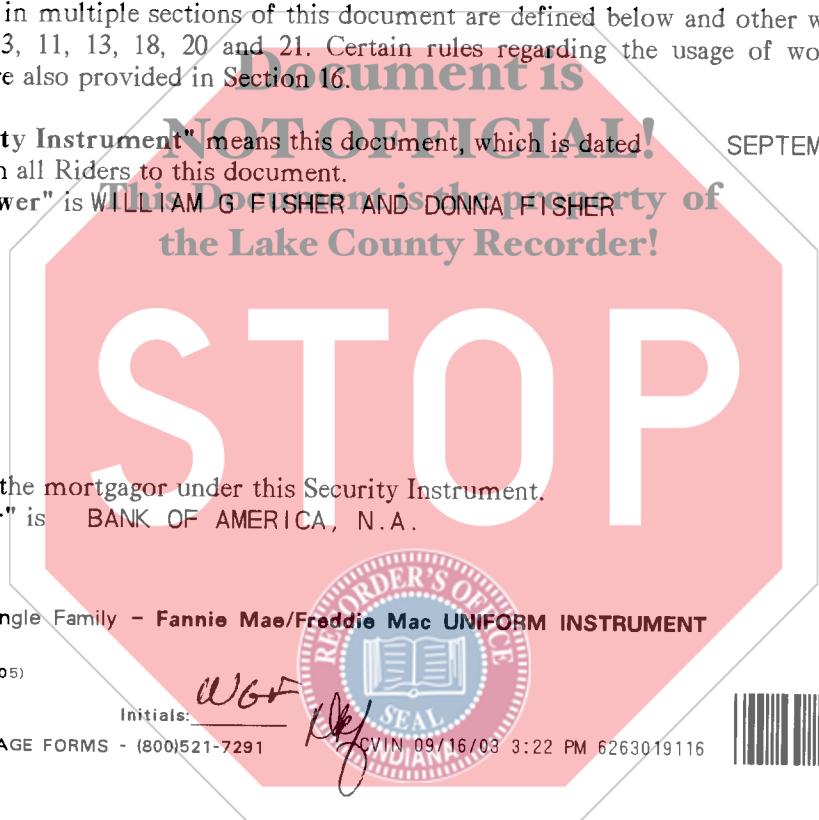 in multiple sections of this document are defined below and other w
3, 11, 13, 18, 20 and 21. Certain rules regarding the usage of wo
e also provided in Section 16.
Document is
ty Instrument" means this document, which is dated SEPTEM
NOT OFFICIAL!
n all Riders to this document.
wer" is WILLIAM G FISHER AND DONNA FISHER
This Document is the property of
the Lake County Recorder!
STOP
the mortgagor under this Security Instrument.
" is BANK OF AMERICA, N.A.
RECORDER'S OFFICE
ngle Family - Fannie Mae/Freddie Mac UNIFORM INSTRUMENT
05)
WGF
Initials:
SEAL
AGE FORMS - (800)521-7291 CVIN 09/16/03 3:22 PM 6263019116
INDIANA